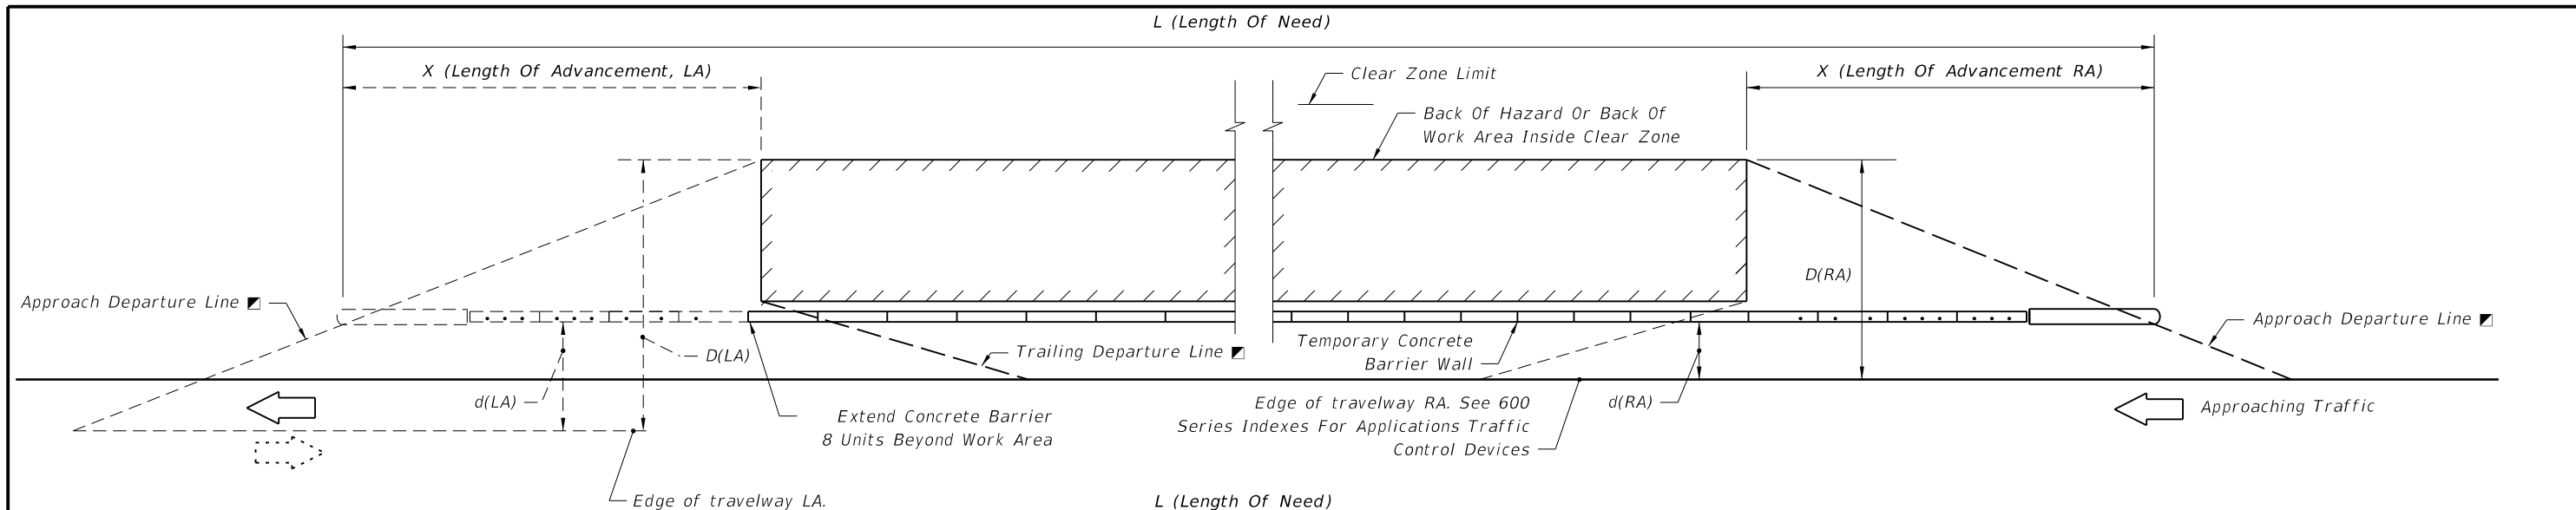 L (Length Of Need)
X (Length Of Advancement, LA)
Clear Zone Limit
X (Length Of Advancement RA)
Back Of Hazard Or Back Of
Work Area Inside Clear Zone
D(RA)
Approach Departure Line
Approach Departure Line
D(LA)
Trailing Departure Line
Temporary Concrete
Barrier Wall
d(LA)
Extend Concrete Barrier
8 Units Beyond Work Area
Edge of travelway RA. See 600
Series Indexes For Applications Traffic
Control Devices
d(RA)
Approaching Traffic
Edge of travelway LA.
L (Length Of Need)